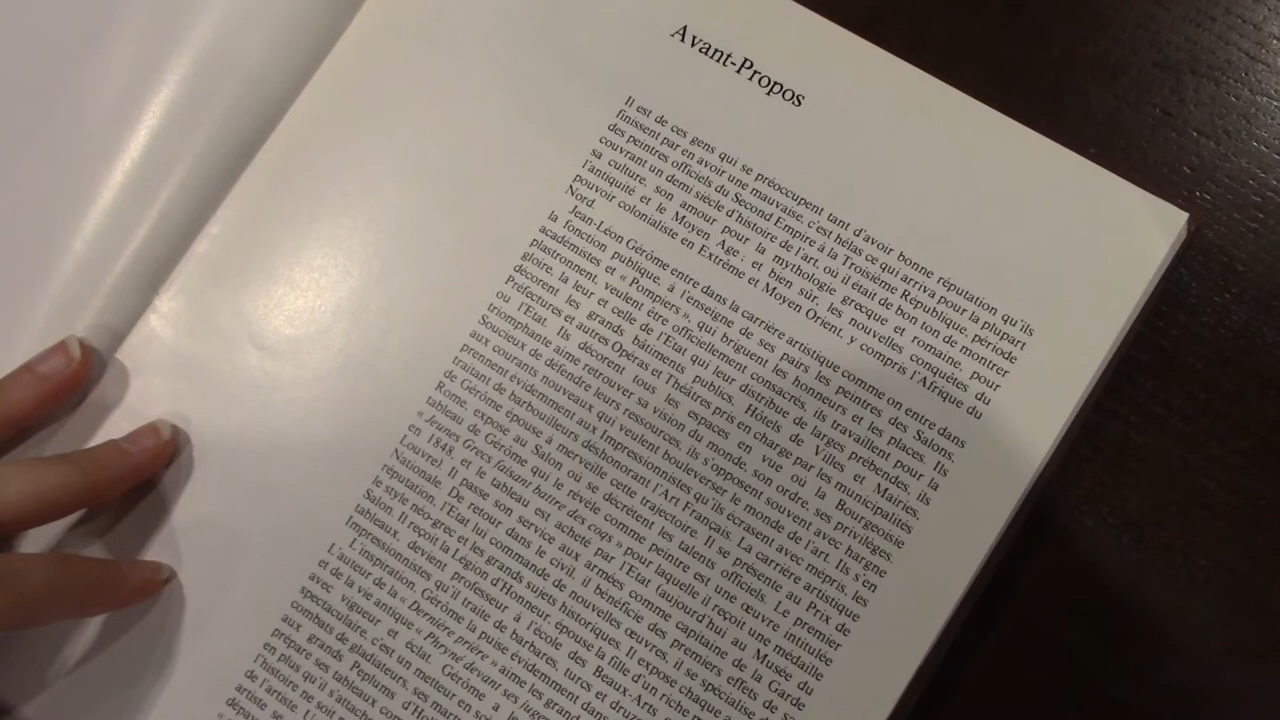 Avant-Propos
Il est de ces gens qui se préoccupent tant d'avoir bonne réputation qu'ils
finissent par en avoir une mauvaise, c'est hélas ce qui arriva pour la plupart
des peintres officiels du Second Empire à la Troisième République, période
couvrant un demi siècle d'histoire de l'art, où il était de bon ton de montrer
sa culture, son amour pour la mythologie grecque et romaine, pour
l'antiquité et le Moyen Age ; et bien sûr, les nouvelles conquêtes du
pouvoir colonialiste en Extrême et Moyen Orient, y compris l'Afrique du
Nord.
Jean-Léon Gérôme entre dans la carrière artistique comme on entre dans
la fonction publique, à l'enseigne de ses pairs les peintres des Salons,
académistes et « Pompiers », qui briguent les honneurs et les places. Ils
plastronnent, veulent être officiellement consacrés, ils travaillent pour la
gloire, la leur et celle de l'Etat qui leur distribue de larges prébendes, ils
décorent les grands bâtiments publics, Hôtels de Villes et Mairies,
Préfectures et autres Opéras et Théâtres pris en charge par les municipalités
ou l'Etat. Ils décorent tous les espaces en vue où la Bourgeoisie
triomphante aime retrouver sa vision du monde, son ordre, ses privilèges.
Soucieux de défendre leurs ressources, ils s'opposent souvent avec hargne
aux courants nouveaux qui veulent bouleverser le monde de l'art. Ils s'en
prennent évidemment aux Impressionnistes qu'ils écrasent avec mépris, les
traitant de barbouilleurs déshonorant l'Art Français. La carrière artistique
de Gérôme épouse à merveille cette trajectoire. Il se présente au Prix de
Rome, expose au Salon où se décrètent les talents officiels. Le premier
tableau de Gérôme qui le révèle comme peintre est une œuvre intitulée
« Jeunes Grecs faisant battre des coqs » pour laquelle il reçoit une médaille
en 1848, et le tableau est acheté par l'Etat (aujourd'hui au Musée du
Louvre). Il passe son service aux armées, comme capitaine de la Garde
Nationale. De retour dans le civil, il bénéficie des premiers effets de sa
réputation, l'Etat lui commande de nouvelles œuvres, il se spécialise
le style néo-grec et les grands sujets historiques. Il expose chaque
Salon. Il reçoit la Légion d'Honneur, épouse la fille d'un riche
tableaux, devient professeur à l'école des Peaux-Arts
Impressionnistes qu'il traite de barbares, turcs et
L'inspiration, Gérôme la puise évidemment dans
L'auteur de la « Dernière prière » aime les grand
et de la vie antique « Phryné devant ses
avec vigueur et éclat. Gérôme a le
spectaculaire, c'est un metteur en
combats de gladiateurs, ses
aux grands Peplums
prépare ses tableaux
en plus qu'il s'attache
l'histoire ne soit
de l'artiste.
artiste se